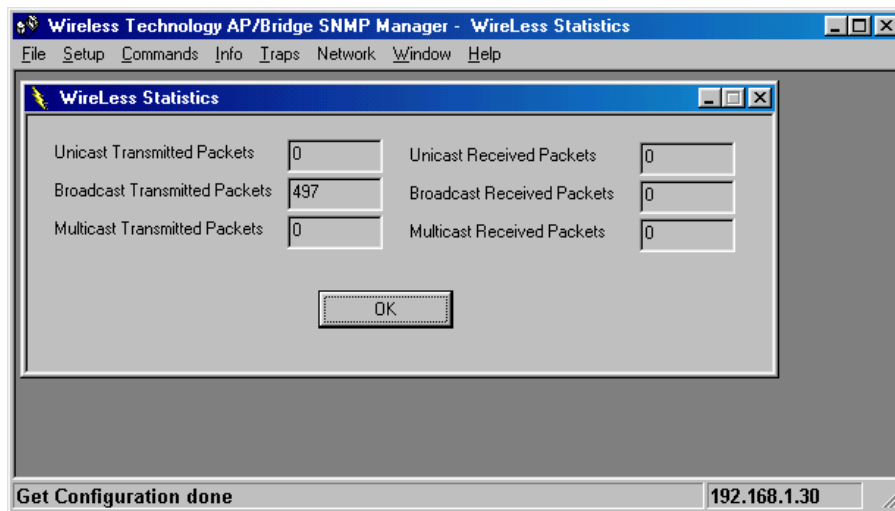 Wireless Technology AP/Bridge SNMP Manager - WireLess Statistics
File Setup Commands Info Traps Network Window Help
WireLess Statistics
Unicast Transmitted Packets 0 Unicast Received Packets 0
Broadcast Transmitted Packets 497 Broadcast Received Packets 0
Multicast Transmitted Packets 0 Multicast Received Packets 0
OK
Get Configuration done 192.168.1.30